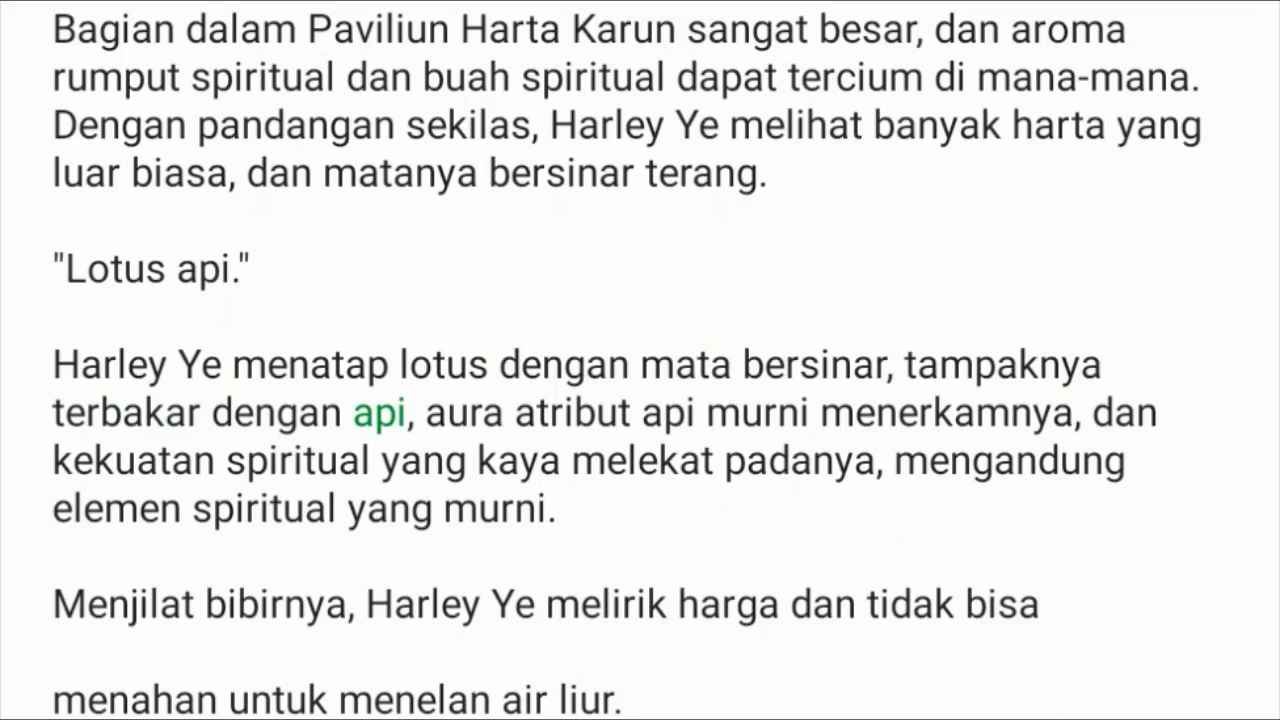 Bagian dalam Paviliun Harta Karun sangat besar, dan aroma
rumput spiritual dan buah spiritual dapat tercium di mana-mana.
Dengan pandangan sekilas, Harley Ye melihat banyak harta yang
luar biasa, dan matanya bersinar terang.
"Lotus api."
Harley Ye menatap lotus dengan mata bersinar, tampaknya
terbakar dengan api, aura atribut api murni menerkamnya, dan
kekuatan spiritual yang kaya melekat padanya, mengandung
elemen spiritual yang murni.
Menjilat bibirnya, Harley Ye melirik harga dan tidak bisa
menahan untuk menelan air liur.